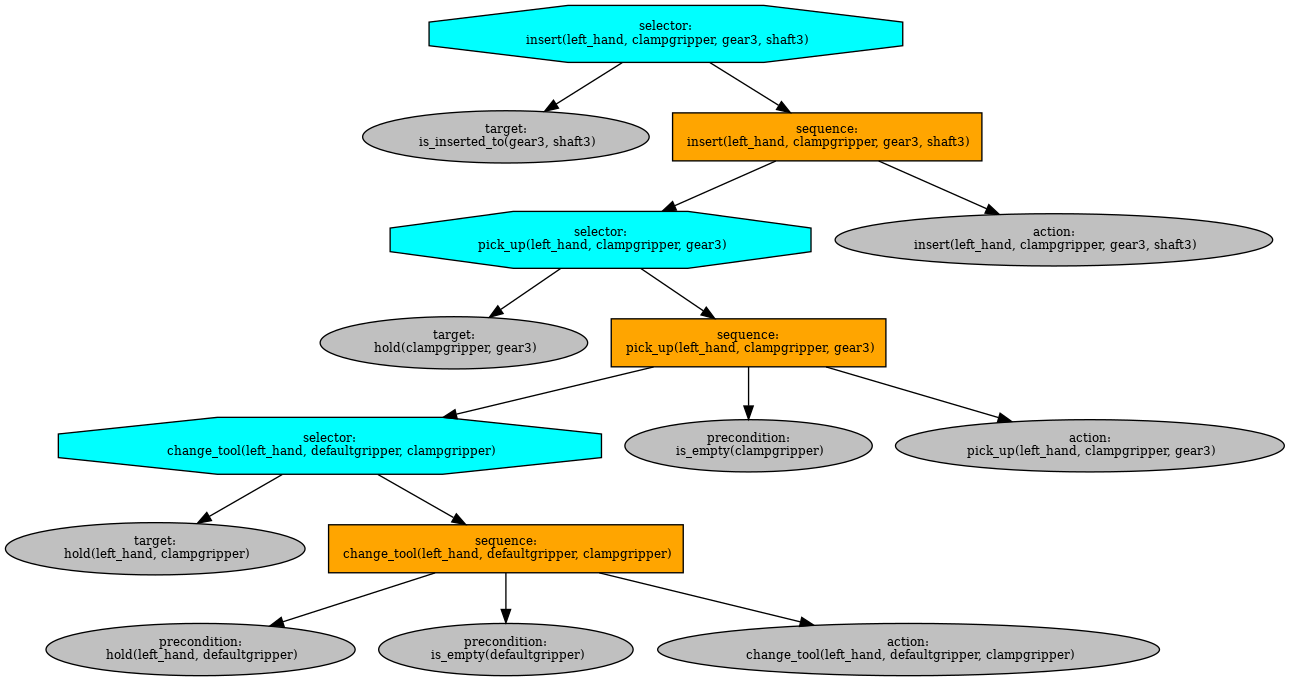 selector:
insert(left_hand, clampgripper, gear3, shaft3)
target:
is_inserted_to(gear3, shaft3)
sequence:
insert(left_hand, clampgripper, gear3, shaft3)
selector:
pick_up(left_hand, clampgripper, gear3)
action:
insert(left_hand, clampgripper, gear3, shaft3)
target:
hold(clampgripper, gear3)
sequence:
pick_up(left_hand, clampgripper, gear3)
selector:
change_tool(left_hand, defaultgripper, clampgripper)
precondition:
is_empty(clampgripper)
action:
pick_up(left_hand, clampgripper, gear3)
target:
hold(left_hand, clampgripper)
sequence:
change_tool(left_hand, defaultgripper, clampgripper)
precondition:
hold(left_hand, defaultgripper)
precondition:
is_empty(defaultgripper)
action:
change_tool(left_hand, defaultgripper, clampgripper)